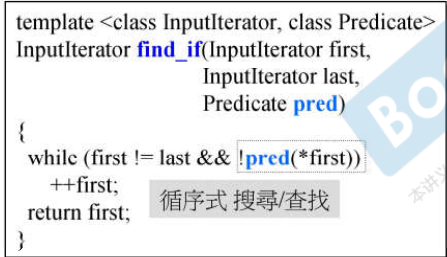 template <class InputIterator, class Predicate>
InputIterator find_if(InputIterator first,
InputIterator last,
Predicate pred)
{
while (first != last && !pred(*first))
++first;
return first;
循序式 搜尋/查找
}
BO
本讲义